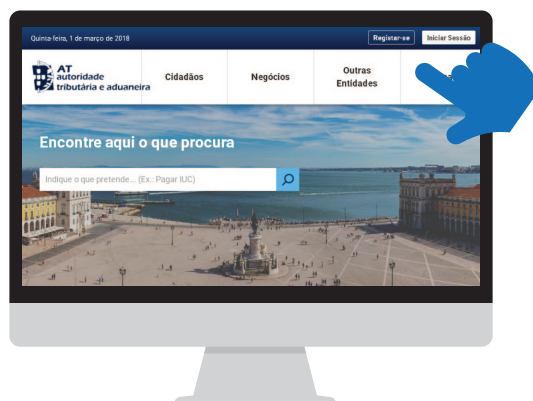 Quinta-feira, 1 de março de 2018
Registar-se
Iniciar Sessão
AT
autoridade
tributária e aduaneira
Cidadãos
Negócios
Outras
Entidades
Encontre aqui o que procura
Indique o que pretende... (Ex.: Pagar IUC)